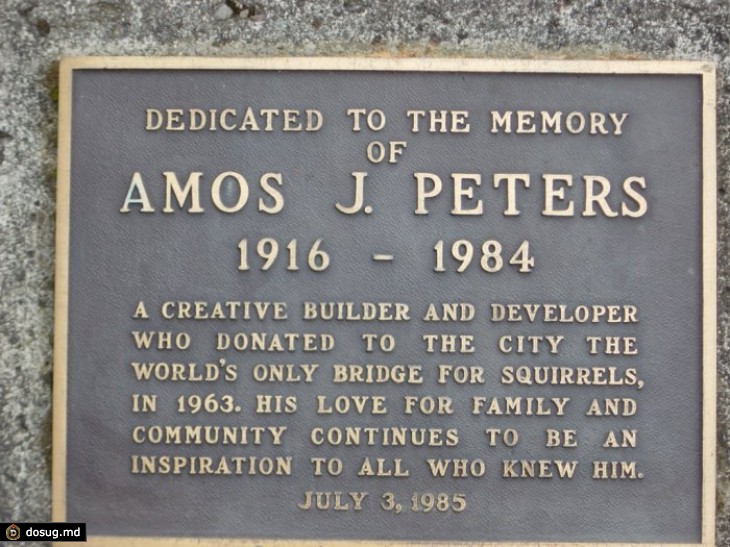 DEDICATED TO THE MEMORY
OF
AMOS J. PETERS
1916 - 1984
A CREATIVE BUILDER AND DEVELOPER
WHO DONATED TO THE CITY THE
WORLD'S ONLY BRIDGE FOR SQUIRRELS,
IN 1963. HIS LOVE FOR FAMILY AND
COMMUNITY CONTINUES TO BE AN
INSPIRATION TO ALL WHO KNEW HIM.
JULY 3, 1985
dosug.md